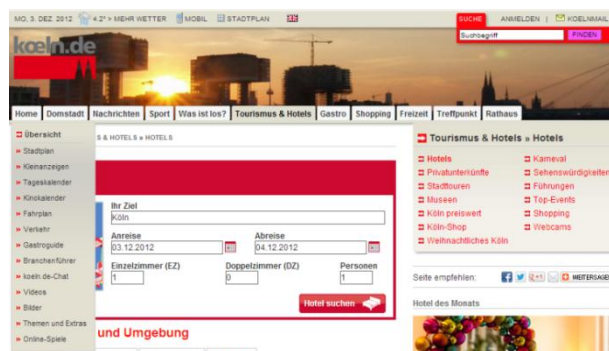 MO. 3. DEZ. 2012 4.2° > MEHR WETTER MOBIL STADTPLAN
SUCHE ANMELDEN | KOELNMAIL
Suchbegriff FINDEN
koeln.de
Home Domstadt Nachrichten Sport Was ist los? Tourismus & Hotels Gastro Shopping Freizeit Treffpunkt Rathaus
Übersicht
» Stadtplan
» Kleinanzeigen
» Tageskalender
» Kinokalender
» Fahrplan
» Verkehr
» Gastroguide
» Branchenführer
» koeln.de-Chat
» Videos
» Bilder
» Themen und Extras
» Online-Spiele
S & HOTELS » HOTELS
Ihr Ziel
Köln
Anreise Abreise
03.12.2012 04.12.2012
Einzelzimmer (EZ) Doppelzimmer (DZ) Personen
1 0 1
Hotel suchen
und Umgebung
Tourismus & Hotels » Hotels
Hotels Karneval
Privatunterkünfte Sehenswürdigkeiten
Stadttouren Führungen
Museen Top-Events
Köln preiswert Shopping
Köln-Shop Webcams
Weihnachtliches Köln
Seite empfehlen: WEITERSAGEN
Hotel des Monats